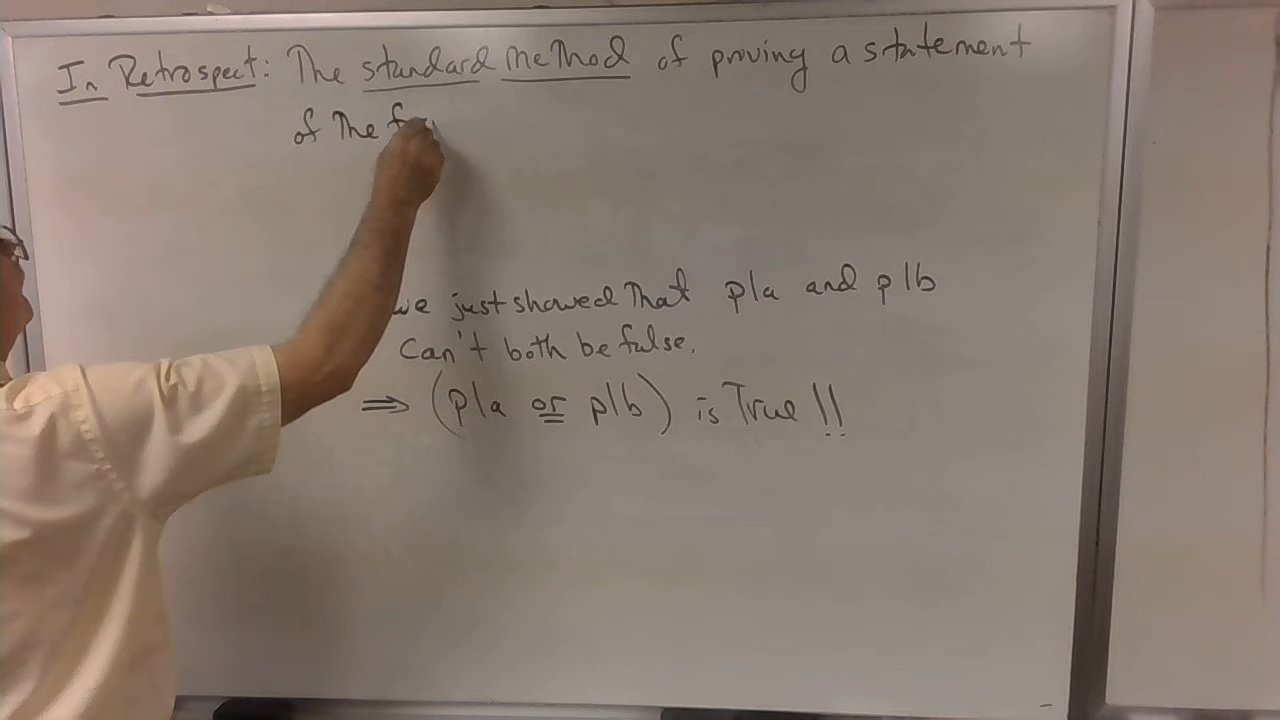 In Retrospect: The standard method of proving a statement
of the
we just showed that p|a and p|b
can't both be false.
⇒ (p|a or p|b) is True!!